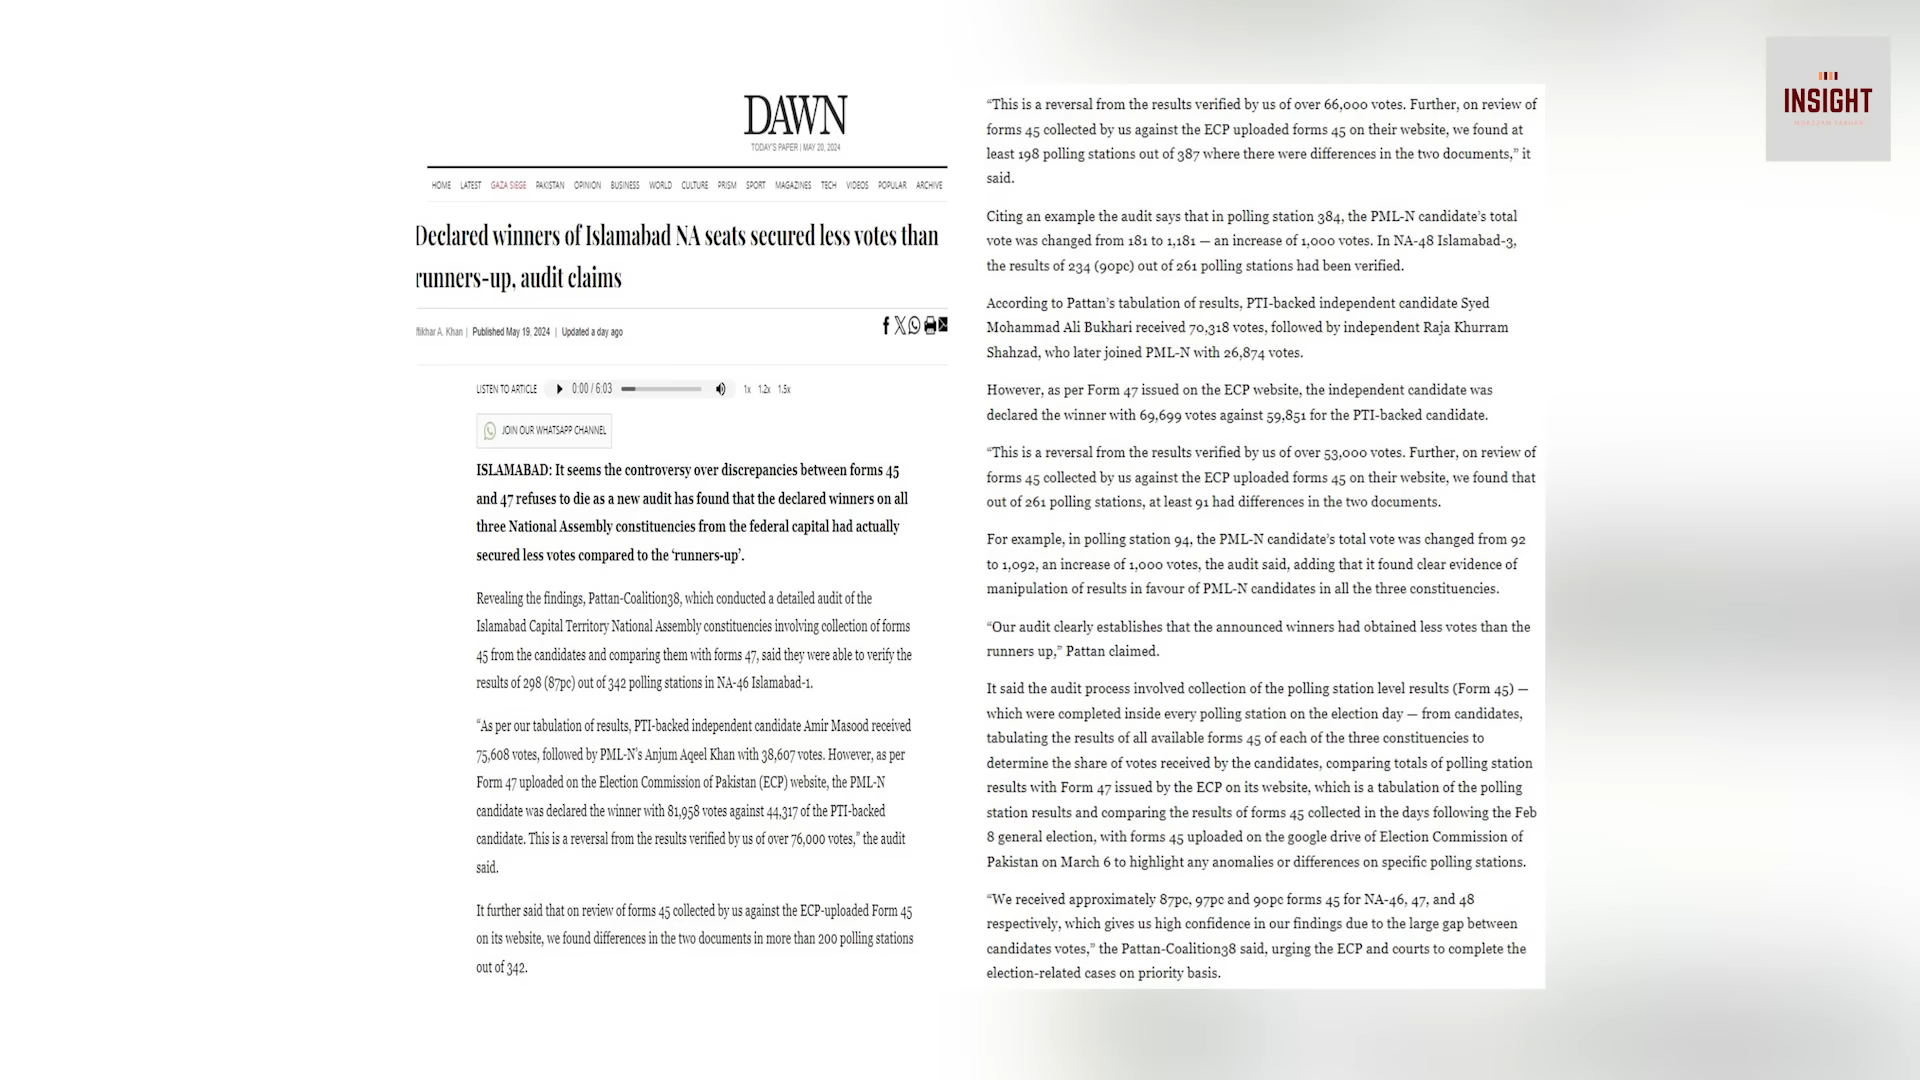 DAWN
TODAY'S PAPER | MAY 20, 2024
HOME LATEST GAZA SIEGE PAKISTAN OPINION BUSINESS WORLD CULTURE PRISM SPORT MAGAZINES TECH VIDEOS POPULAR ARCHIVE
Declared winners of Islamabad NA seats secured less votes than
runners-up, audit claims
A. Khan | Published May 19, 2024 | Updated a day ago
LISTEN TO ARTICLE 0:00 / 6:03 1x 1.2x 1.5x
JOIN OUR WHATSAPP CHANNEL
ISLAMABAD: It seems the controversy over discrepancies between forms 45
and 47 refuses to die as a new audit has found that the declared winners on all
three National Assembly constituencies from the federal capital had actually
secured less votes compared to the ‘runners-up’.
Revealing the findings, Pattan-Coalition38, which conducted a detailed audit of the
Islamabad Capital Territory National Assembly constituencies involving collection of forms
45 from the candidates and comparing them with forms 47, said they were able to verify the
results of 298 (87pc) out of 342 polling stations in NA-46 Islamabad-1.
“As per our tabulation of results, PTI-backed independent candidate Amir Masood received
75,608 votes, followed by PML-N’s Anjum Aqeel Khan with 38,607 votes. However, as per
Form 47 uploaded on the Election Commission of Pakistan (ECP) website, the PML-N
candidate was declared the winner with 81,958 votes against 44,317 of the PTI-backed
candidate. This is a reversal from the results verified by us of over 76,000 votes,” the audit
said.
It further said that on review of forms 45 collected by us against the ECP-uploaded Form 45
on its website, we found differences in the two documents in more than 200 polling stations
out of 342.
“This is a reversal from the results verified by us of over 66,000 votes. Further, on review of
forms 45 collected by us against the ECP uploaded forms 45 on their website, we found at
least 198 polling stations out of 387 where there were differences in the two documents,” it
said.
Citing an example the audit says that in polling station 384, the PML-N candidate’s total
vote was changed from 181 to 1,181 — an increase of 1,000 votes. In NA-48 Islamabad-3,
the results of 234 (90pc) out of 261 polling stations had been verified.
According to Pattan’s tabulation of results, PTI-backed independent candidate Syed
Mohammad Ali Bukhari received 70,318 votes, followed by independent Raja Khurram
Shahzad, who later joined PML-N with 26,874 votes.
However, as per Form 47 issued on the ECP website, the independent candidate was
declared the winner with 69,699 votes against 59,851 for the PTI-backed candidate.
“This is a reversal from the results verified by us of over 53,000 votes. Further, on review of
forms 45 collected by us against the ECP uploaded forms 45 on their website, we found that
out of 261 polling stations, at least 91 had differences in the two documents.
For example, in polling station 94, the PML-N candidate’s total vote was changed from 92
to 1,092, an increase of 1,000 votes, the audit said, adding that it found clear evidence of
manipulation of results in favour of PML-N candidates in all the three constituencies.
“Our audit clearly establishes that the announced winners had obtained less votes than the
runners up,” Pattan claimed.
It said the audit process involved collection of the polling station level results (Form 45) —
which were completed inside every polling station on the election day — from candidates,
tabulating the results of all available forms 45 of each of the three constituencies to
determine the share of votes received by the candidates, comparing totals of polling station
results with Form 47 issued by the ECP on its website, which is a tabulation of the polling
station results and comparing the results of forms 45 collected in the days following the Feb
8 general election, with forms 45 uploaded on the google drive of Election Commission of
Pakistan on March 6 to highlight any anomalies or differences on specific polling stations.
“We received approximately 87pc, 97pc and 90pc forms 45 for NA-46, 47, and 48
respectively, which gives us high confidence in our findings due to the large gap between
candidates votes,” the Pattan-Coalition38 said, urging the ECP and courts to complete the
election-related cases on priority basis.
INSIGHT